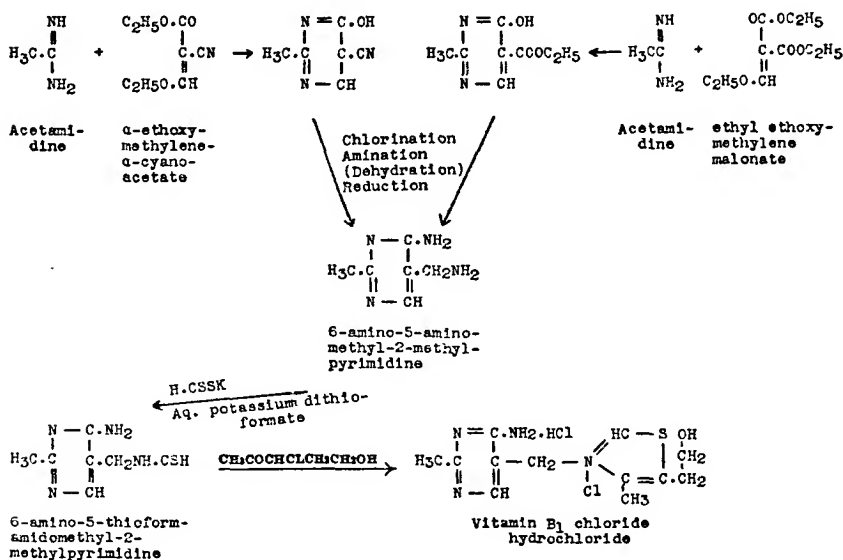 NH
H3C.C
NH2
+
C2H5O.CO
C.CN
C2H5O.CH
N=C.OH
H3C.C C.CN
N-CH
N=C.OH
H3C.C C.COOC2H5
N-CH
NH
H3C.C
NH2
+
OC.OC2H5
C.COOC2H5
C2H5O.CH
Acetami-
dine
α-ethoxy-
methylene-
α-cyano-
acetate
Acetami-
dine
ethyl ethoxy-
methylene
malonate
Chlorination
Amination
(Dehydration)
Reduction
N-C.NH2
H3C.C C.CH2NH2
N-CH
6-amino-5-amino-
methyl-2-methyl-
pyrimidine
H.CSSK
Aq. potassium dithio-
formate
N-C.NH2
H3C.C C.CH2NH.CSH
N-CH
CH3COCHCLCH2CH2OH
N=C.NH2.HCl
H3C.C C-CH2-N
N-CH
HC-S
Cl
C=C
CH3
OH
CH2
CH2
6-amino-5-thioform-
amidomethyl-2-
methylpyrimidine
Vitamin B1 chloride
hydrochloride